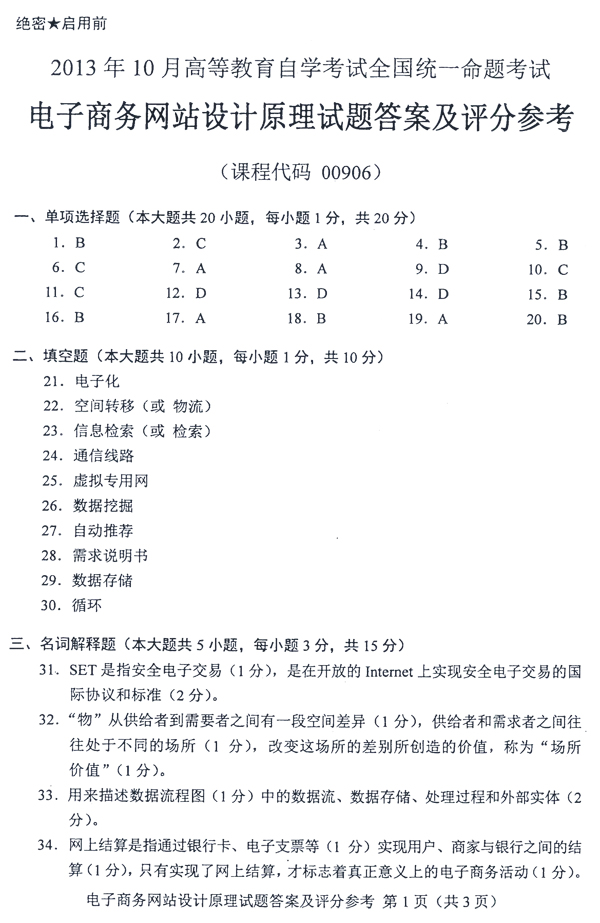 绝密★启用前
2013 年 10 月高等教育自学考试全国统一命题考试
电子商务网站设计原理试题答案及评分参考
（课程代码 00906）
一、单项选择题（本大题共 20 小题，每小题 1 分，共 20 分）
1．B 2．C 3．A 4．B 5．B
6．C 7．A 8．A 9．D 10．C
11．C 12．D 13．D 14．D 15．B
16．B 17．A 18．B 19．A 20．B
二、填空题（本大题共 10 小题，每小题 1 分，共 10 分）
21．电子化
22．空间转移（或 物流）
23．信息检索（或 检索）
24．通信线路
25．虚拟专用网
26．数据挖掘
27．自动推荐
28．需求说明书
29．数据存储
30．循环
三、名词解释题（本大题共 5 小题，每小题 3 分，共 15 分）
31．SET 是指安全电子交易（1 分），是在开放的 Internet 上实现安全电子交易的国
际协议和标准（2 分）。
32．“物”从供给者到需要者之间有一段空间差异（1 分），供给者和需求者之间往
往处于不同的场所（1 分），改变这场所的差别所创造的价值，称为“场所
价值”（1 分）。
33．用来描述数据流程图（1 分）中的数据流、数据存储、处理过程和外部实体（2
分）。
34．网上结算是指通过银行卡、电子支票等（1 分）实现用户、商家与银行之间的结
算（1 分），只有实现了网上结算，才标志着真正意义上的电子商务活动（1 分）。
电子商务网站设计原理试题答案及评分参考 第 1 页（共 3 页）